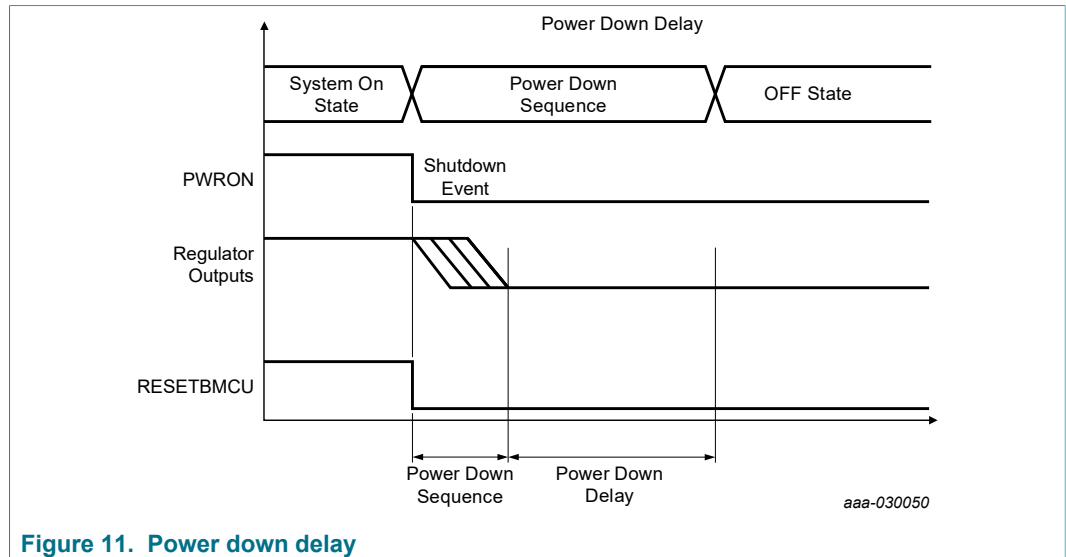 Power Down Delay
System On
State
Power Down
Sequence
OFF State
PWRON
Shutdown
Event
Regulator
Outputs
RESETBMCU
Power Down
Sequence
Power Down
Delay
aaa-030050
Figure 11. Power down delay